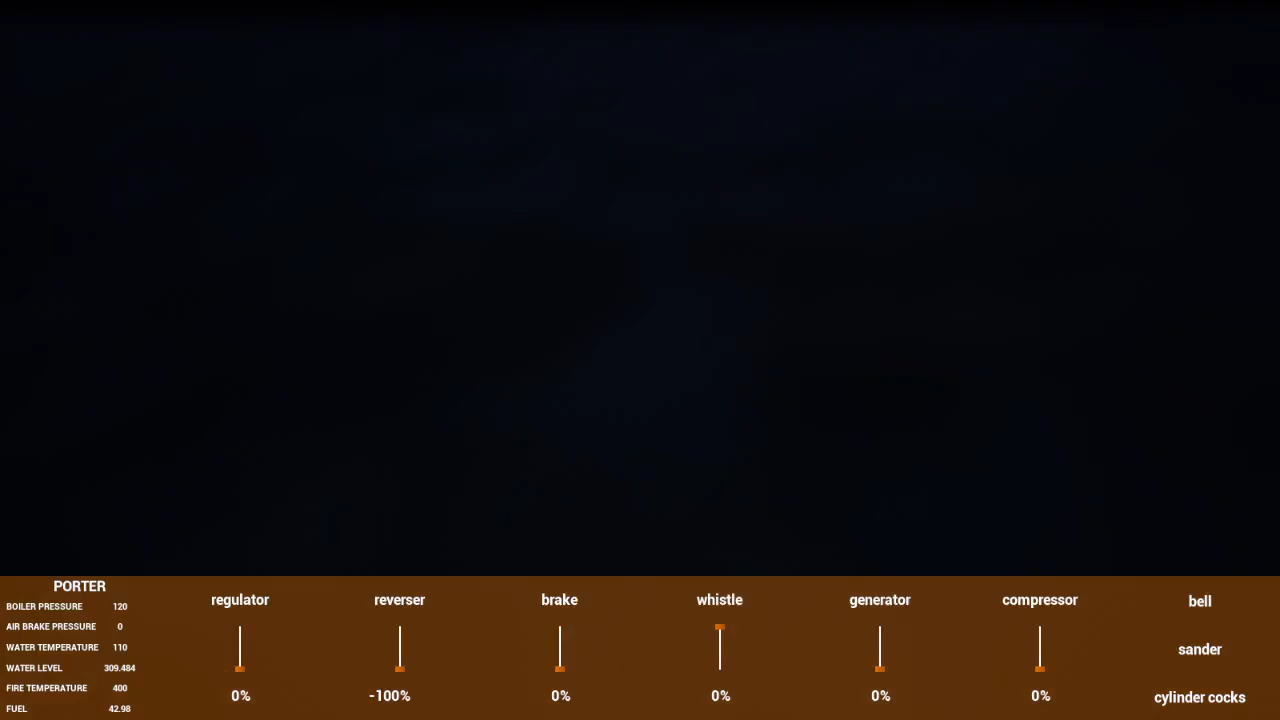 PORTER
BOILER PRESSURE 120
AIR BRAKE PRESSURE 0
WATER TEMPERATURE 110
WATER LEVEL 309.484
FIRE TEMPERATURE 400
FUEL 42.98
regulator
0%
reverser
-100%
brake
0%
whistle
0%
generator
0%
compressor
0%
bell
sander
cylinder cocks